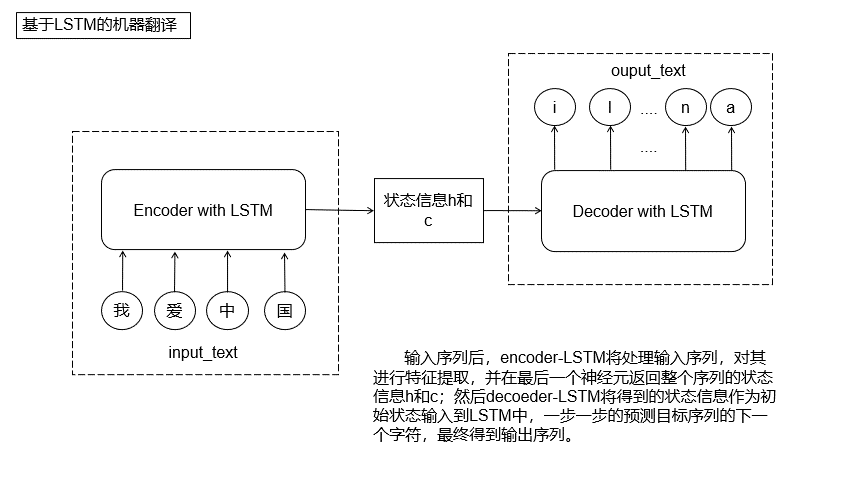 基于LSTM的机器翻译
ouput_text
i l .... n a
....
Encoder with LSTM
状态信息h和
c
Decoder with LSTM
我 爱 中 国
input_text
输入序列后，encoder-LSTM将处理输入序列，对其
进行特征提取，并在最后一个神经元返回整个序列的状态
信息h和c；然后decoeder-LSTM将得到的状态信息作为初
始状态输入到LSTM中，一步一步的预测目标序列的下一
个字符，最终得到输出序列。